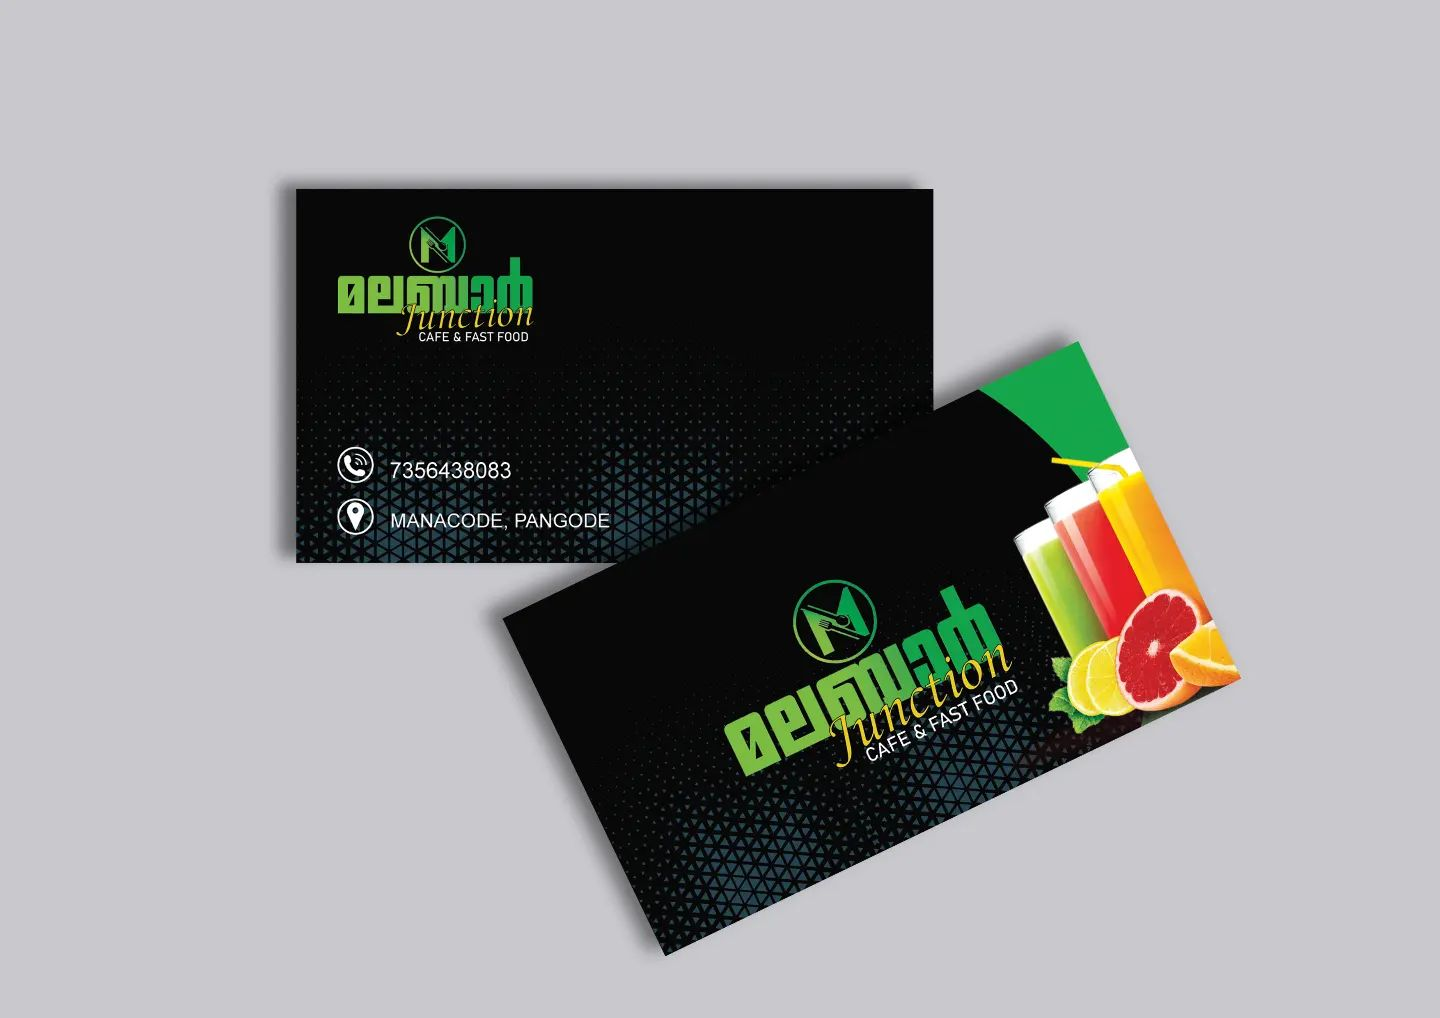 M
മലബാർ
Junction
CAFE & FAST FOOD
7356438083
MANACODE, PANGODE
M
മലബാർ
Junction
CAFE & FAST FOOD